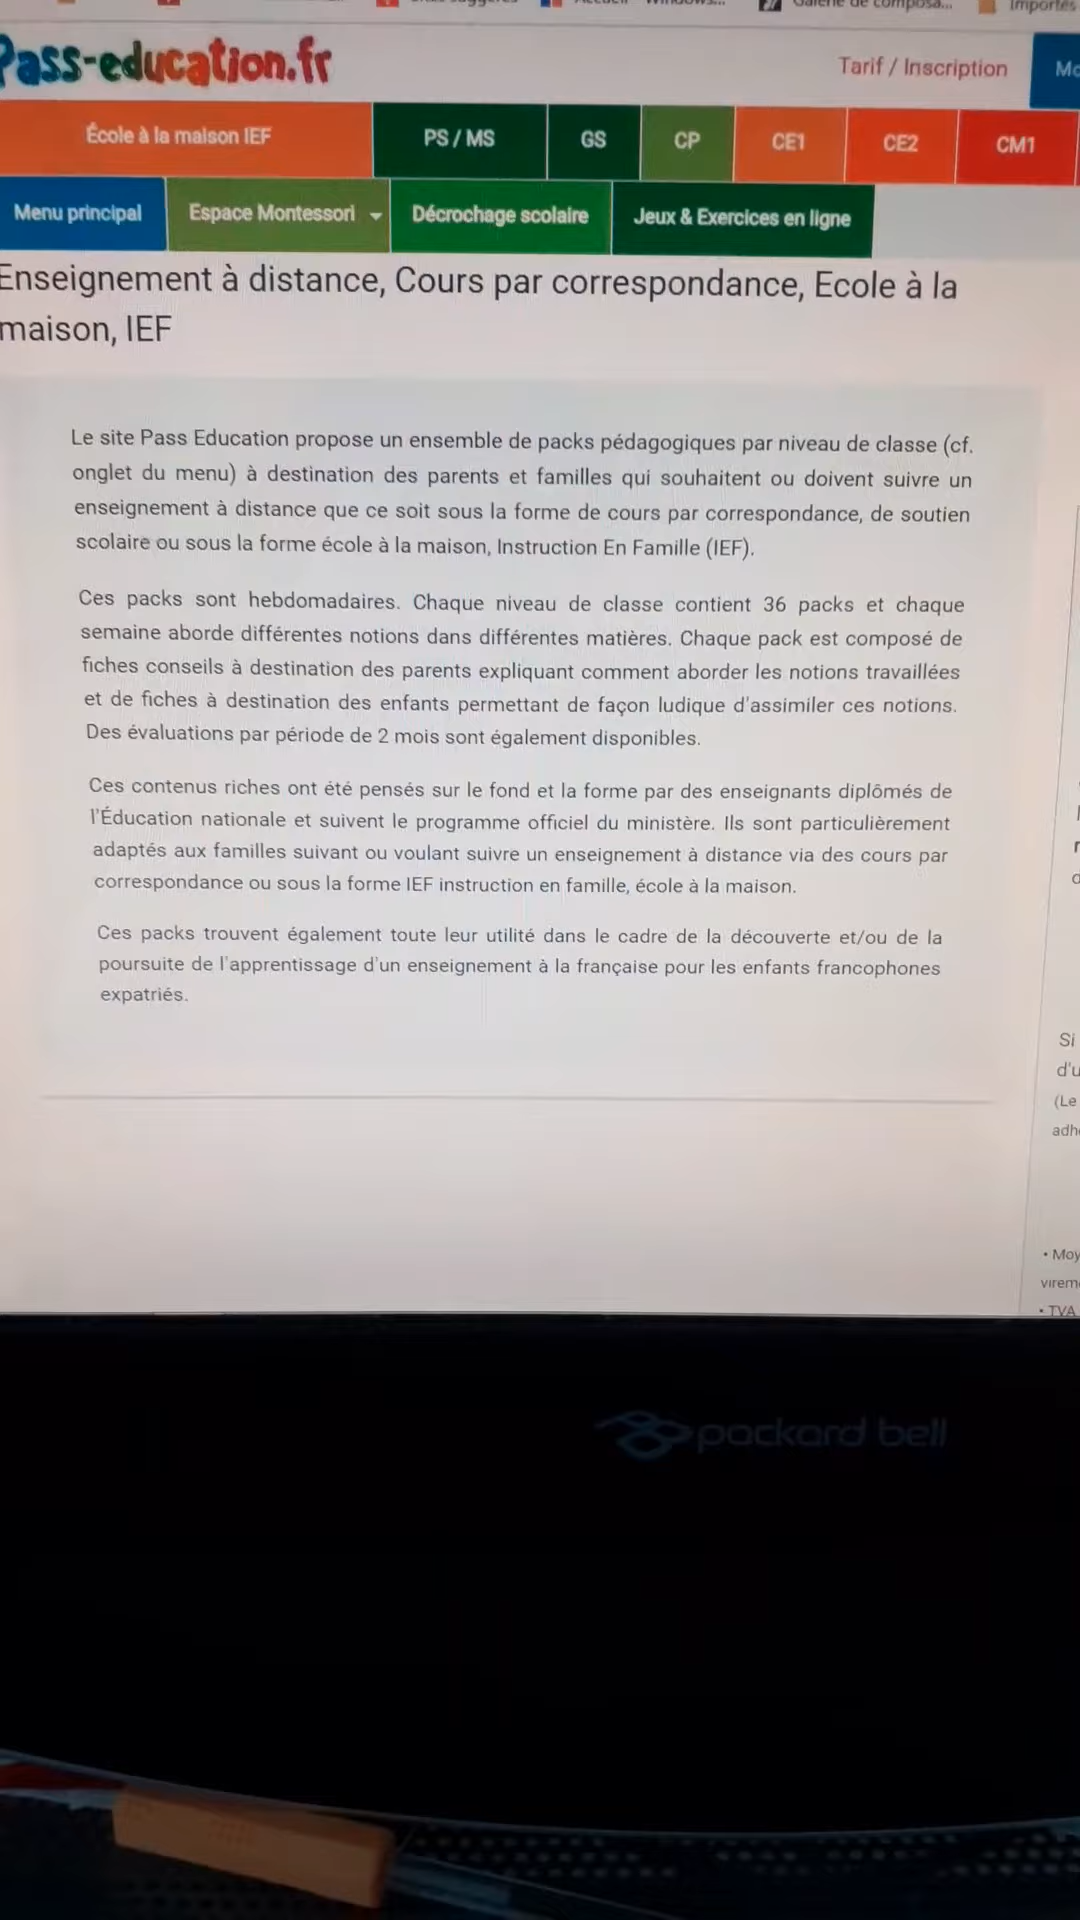 Pass-education.fr
Tarif / Inscription
École à la maison IEF
PS / MS
GS
CP
CE1
CE2
CM1
Menu principal
Espace Montessori
Décrochage scolaire
Jeux & Exercices en ligne
Enseignement à distance, Cours par correspondance, Ecole à la
maison, IEF
Le site Pass Education propose un ensemble de packs pédagogiques par niveau de classe (cf.
onglet du menu) à destination des parents et familles qui souhaitent ou doivent suivre un
enseignement à distance que ce soit sous la forme de cours par correspondance, de soutien
scolaire ou sous la forme école à la maison, Instruction En Famille (IEF).
Ces packs sont hebdomadaires. Chaque niveau de classe contient 36 packs et chaque
semaine aborde différentes notions dans différentes matières. Chaque pack est composé de
fiches conseils à destination des parents expliquant comment aborder les notions travaillées
et de fiches à destination des enfants permettant de façon ludique d'assimiler ces notions.
Des évaluations par période de 2 mois sont également disponibles.
Ces contenus riches ont été pensés sur le fond et la forme par des enseignants diplômés de
l'Éducation nationale et suivent le programme officiel du ministère. Ils sont particulièrement
adaptés aux familles suivant ou voulant suivre un enseignement à distance via des cours par
correspondance ou sous la forme IEF instruction en famille, école à la maison.
Ces packs trouvent également toute leur utilité dans le cadre de la découverte et/ou de la
poursuite de l'apprentissage d'un enseignement à la française pour les enfants francophones
expatriés.
Si
d'u
(Le
adh
• Moy
virem
• TVA
packard bell